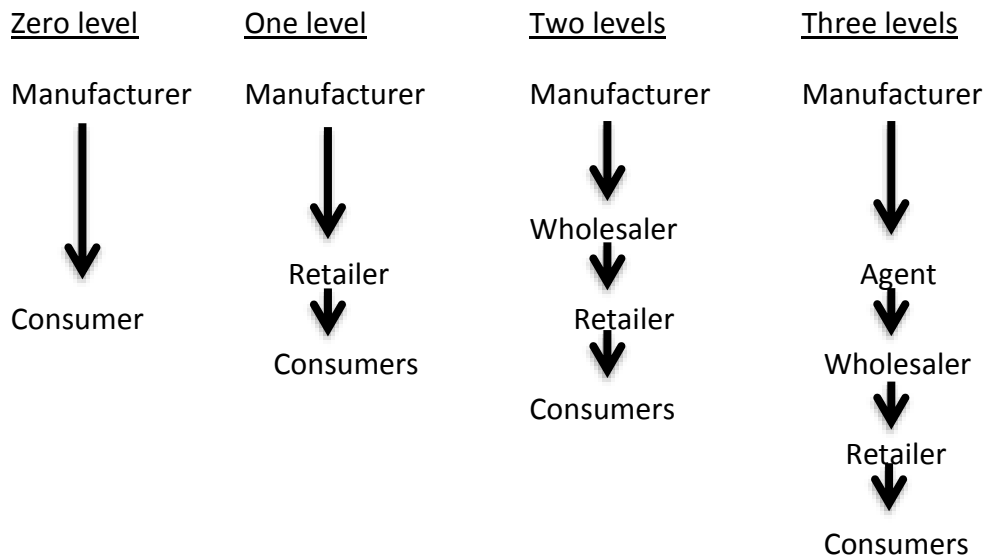 Zero level
Manufacturer
Consumer
One level
Manufacturer
Retailer
Consumers
Two levels
Manufacturer
Wholesaler
Retailer
Consumers
Three levels
Manufacturer
Agent
Wholesaler
Retailer
Consumers